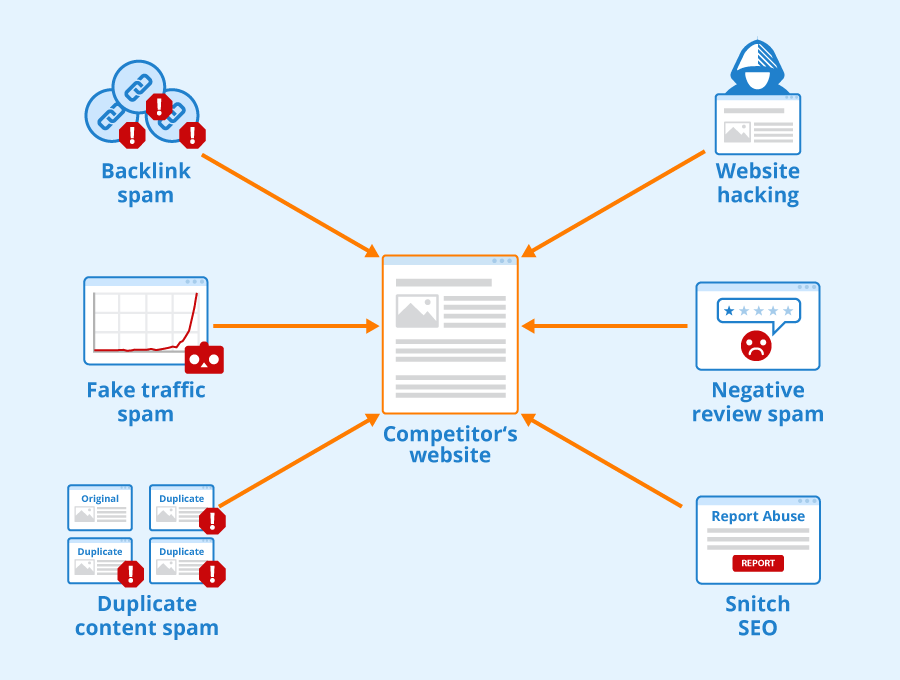 Backlink
spam
Website
hacking
Fake traffic
spam
Competitor‘s
website
Negative
review spam
Original
Duplicate
Duplicate
Duplicate
Duplicate
content spam
Report Abuse
REPORT
Snitch
SEO